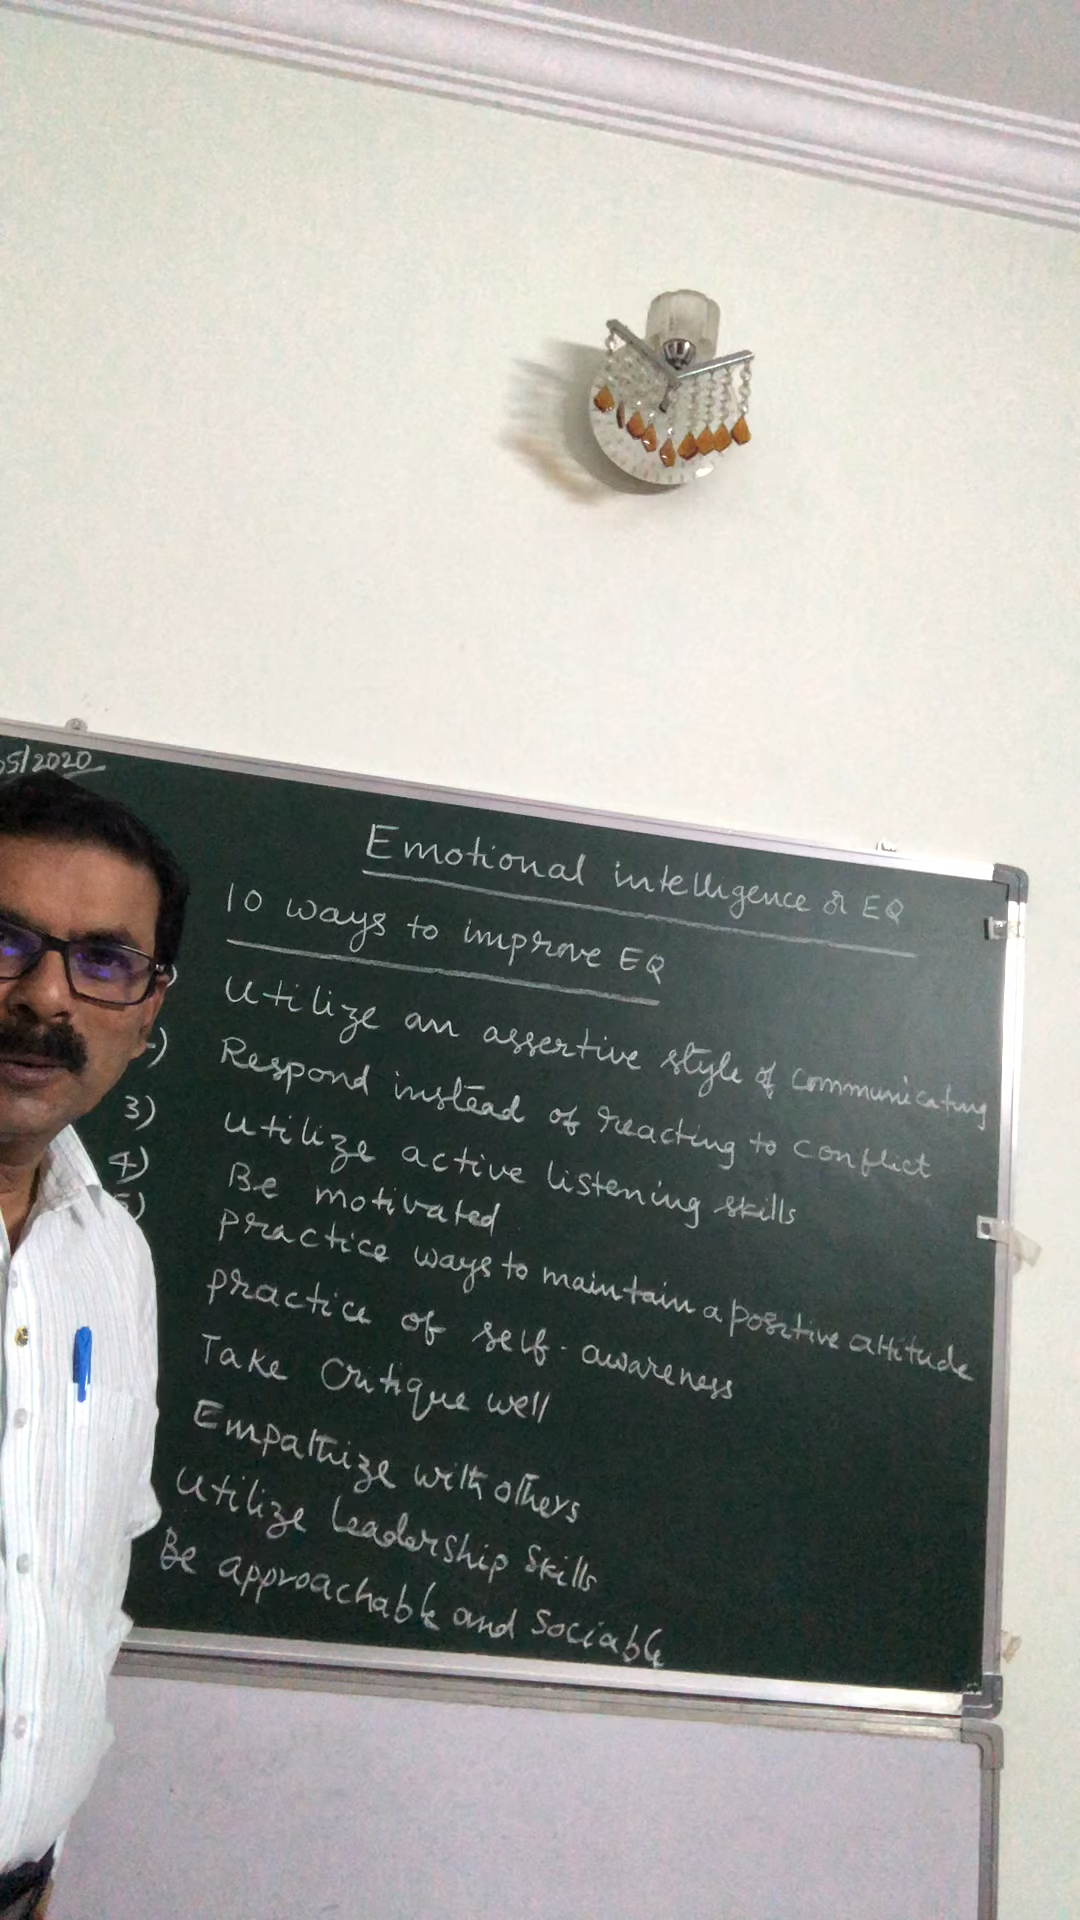 05/2020
Emotional intelligence or EQ
10 ways to improve EQ
Utilize an assertive style of communicating
Respond instead of reacting to conflict
3) Utilize active listening skills
4) Be motivated
5) practice ways to maintain a positive attitude
practice of self-awareness
Take critique well
Empathize with others
Utilize leadership skills
Be approachable and sociable